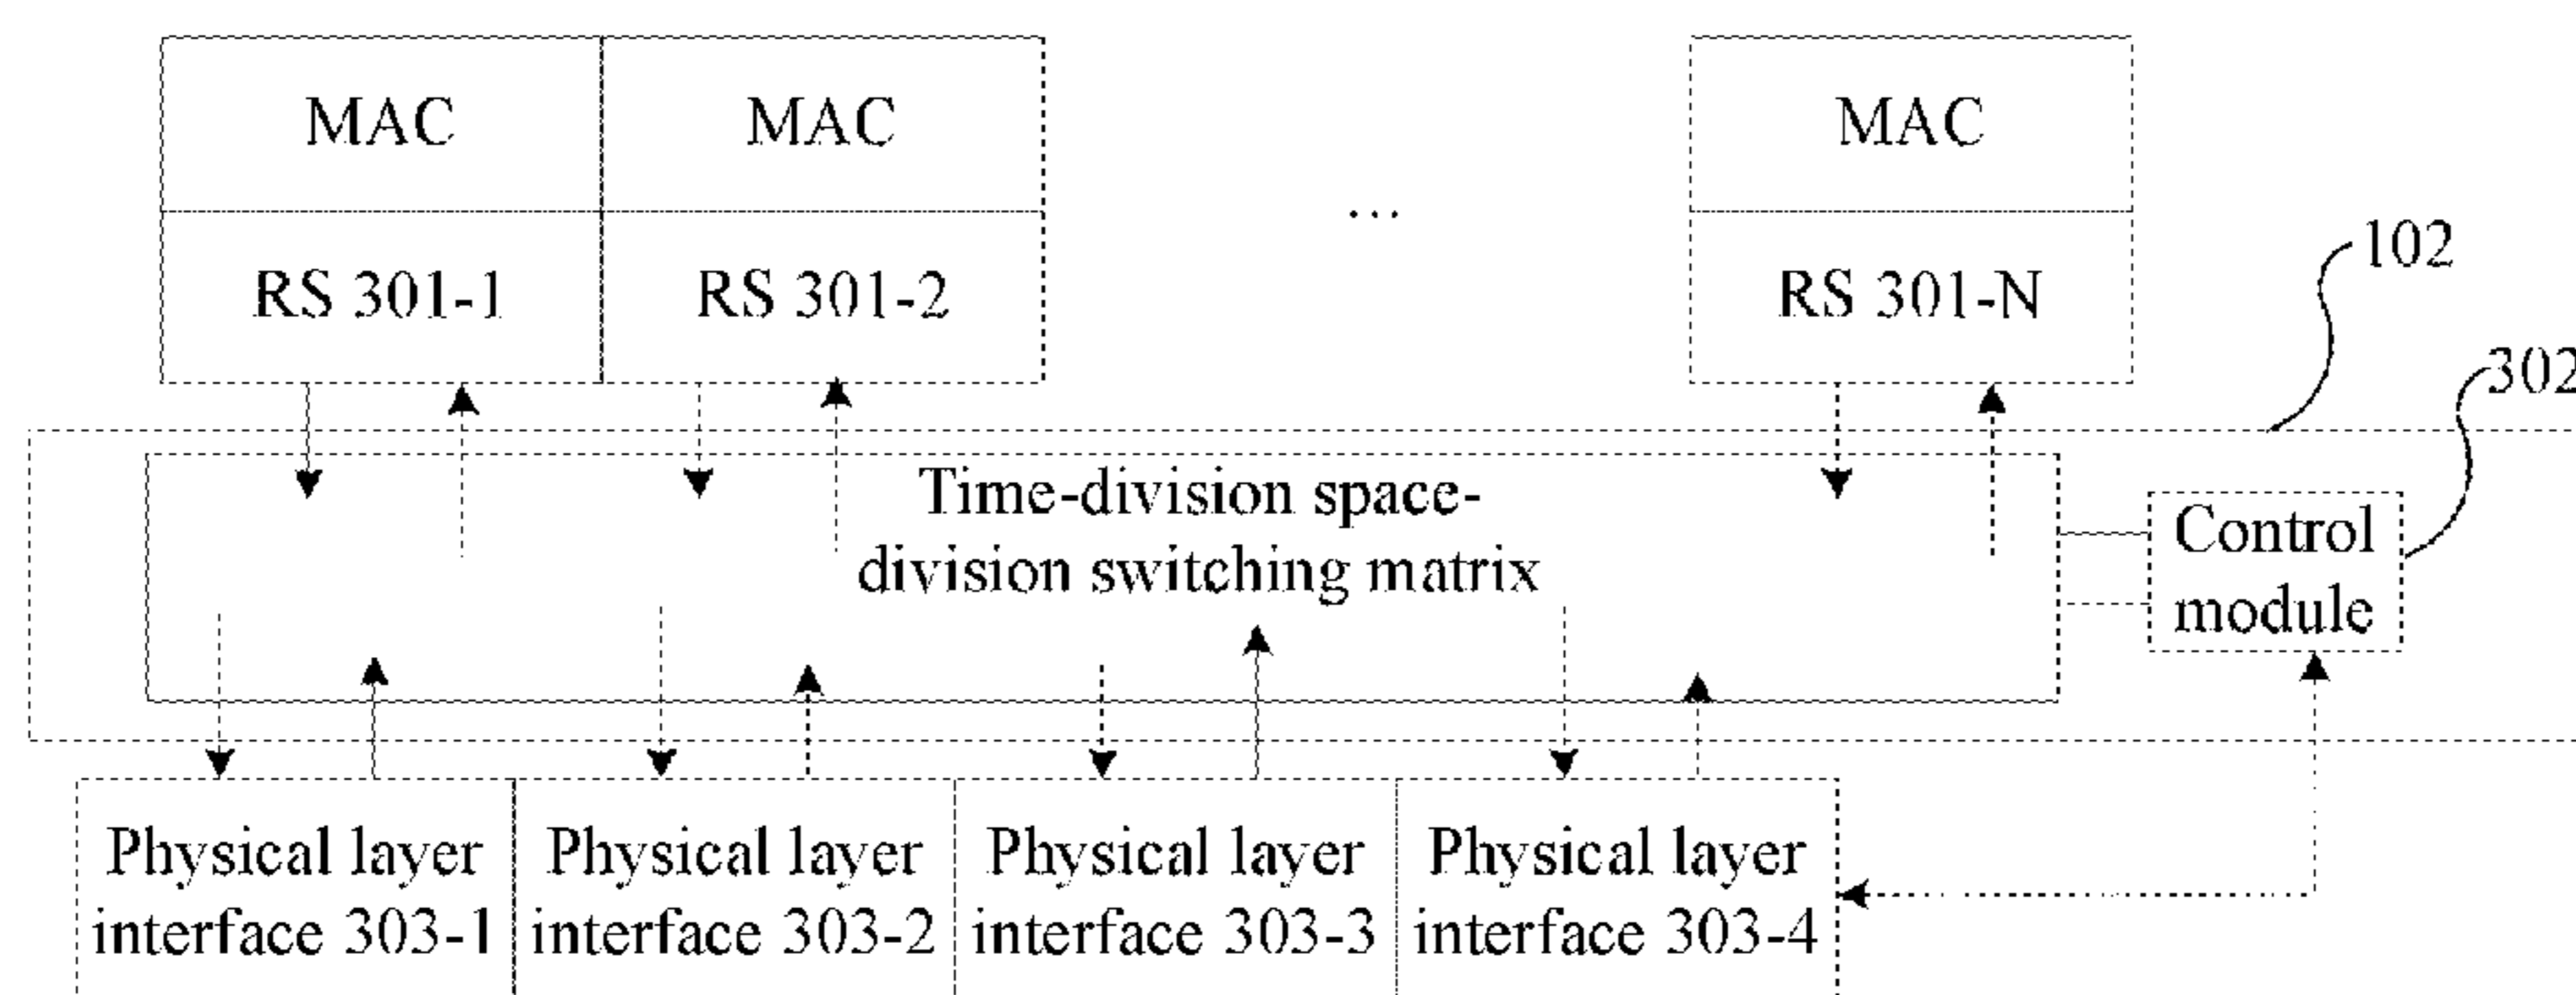 MAC
MAC
MAC
...
RS 301-1
RS 301-2
RS 301-N
102
302
Time-division space-
division switching matrix
Control
module
Physical layer
interface 303-1
Physical layer
interface 303-2
Physical layer
interface 303-3
Physical layer
interface 303-4